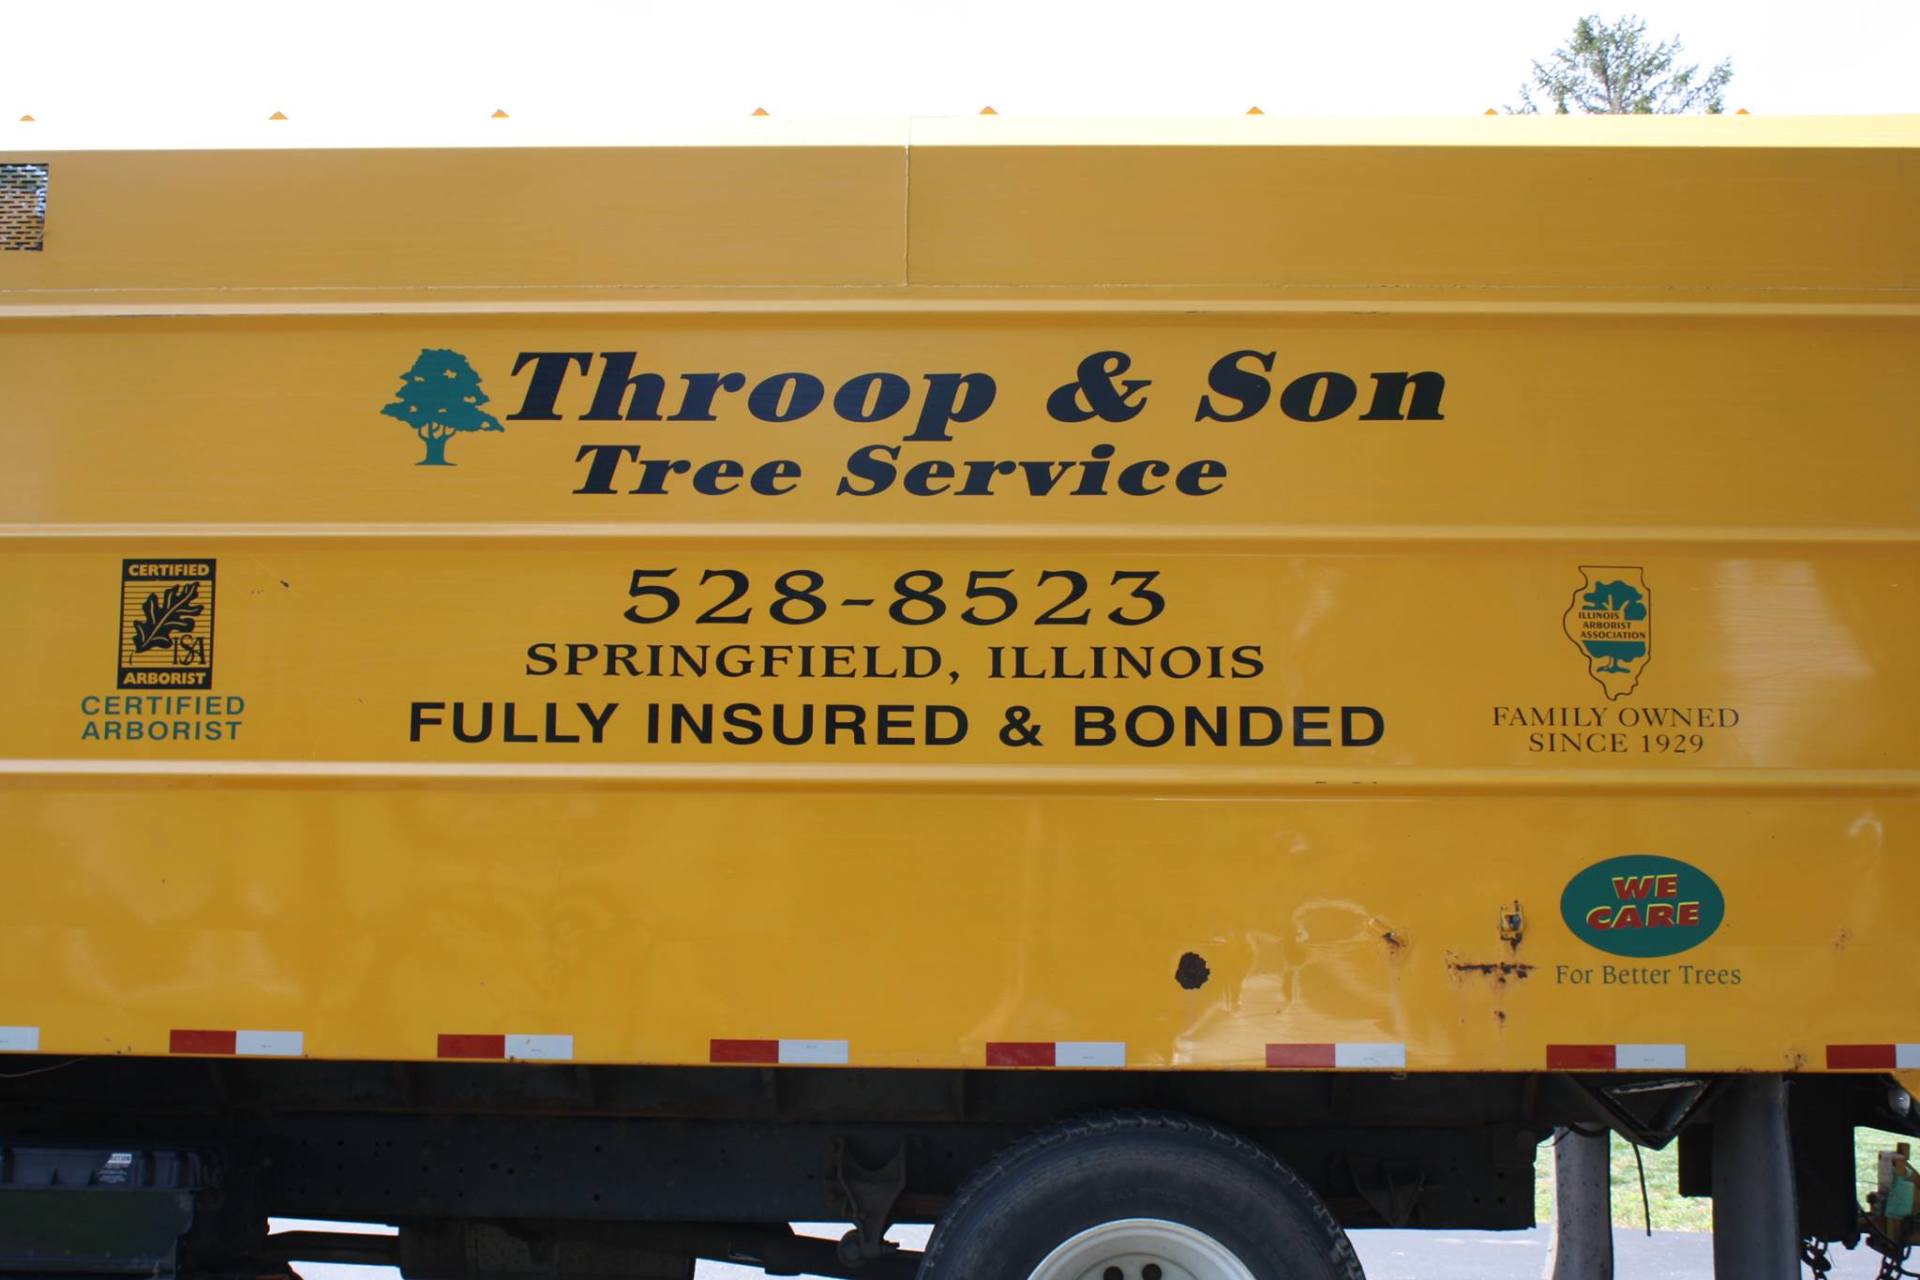 Throop & Son
Tree Service
528-8523
SPRINGFIELD, ILLINOIS
FULLY INSURED & BONDED
CERTIFIED
ISA
ARBORIST
CERTIFIED
ARBORIST
ILLINOIS
ARBORIST
ASSOCIATION
FAMILY OWNED
SINCE 1929
WE
CARE
For Better Trees